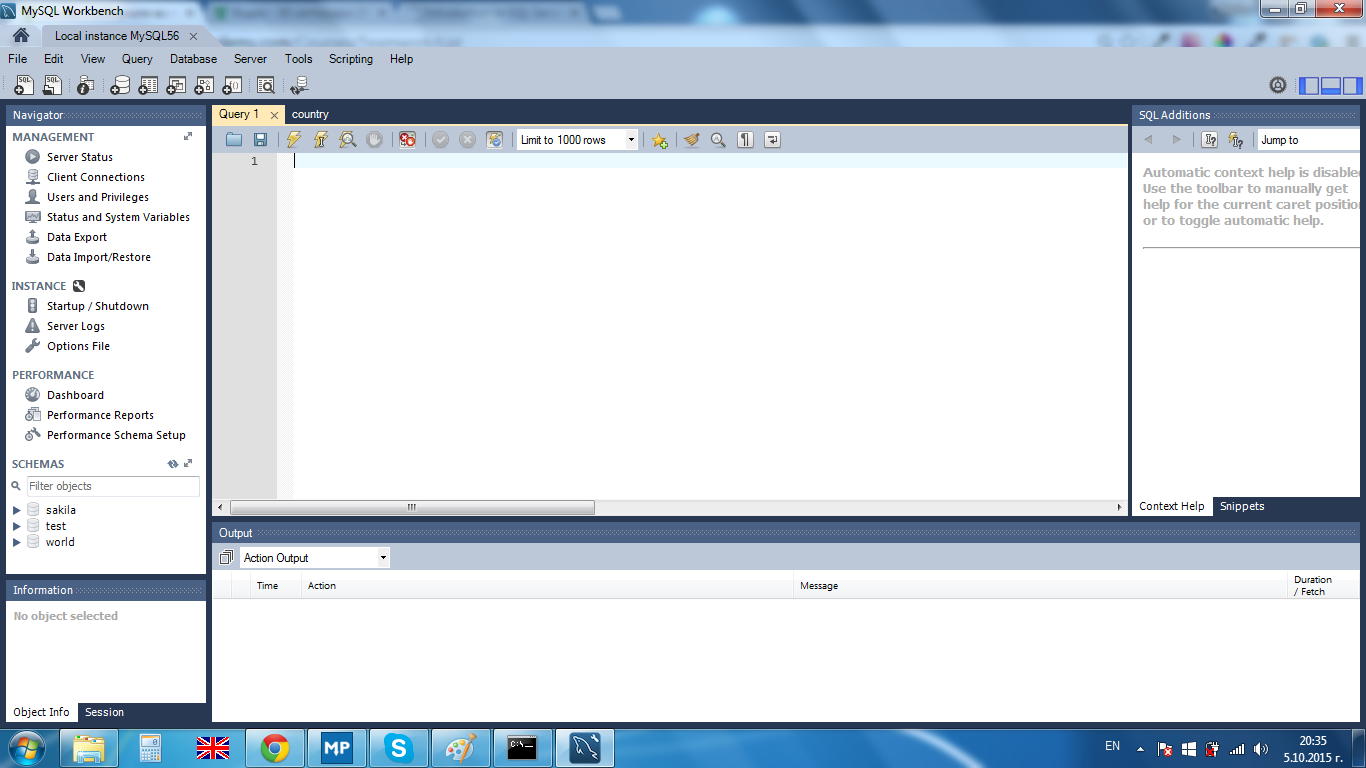 MySQL Workbench
Local instance MySQL56
File Edit View Query Database Server Tools Scripting Help
Navigator
MANAGEMENT
Server Status
Client Connections
Users and Privileges
Status and System Variables
Data Export
Data Import/Restore
INSTANCE
Startup / Shutdown
Server Logs
Options File
PERFORMANCE
Dashboard
Performance Reports
Performance Schema Setup
SCHEMAS
Filter objects
sakila
test
world
Information
No object selected
Object Info Session
Query 1 country
Limit to 1000 rows
1
SQL Additions
Jump to
Automatic context help is disable
Use the toolbar to manually get
help for the current caret position
or to toggle automatic help.
Context Help Snippets
Output
Action Output
Time Action Message Duration
/ Fetch
MP
EN
20:35
5.10.2015 г.